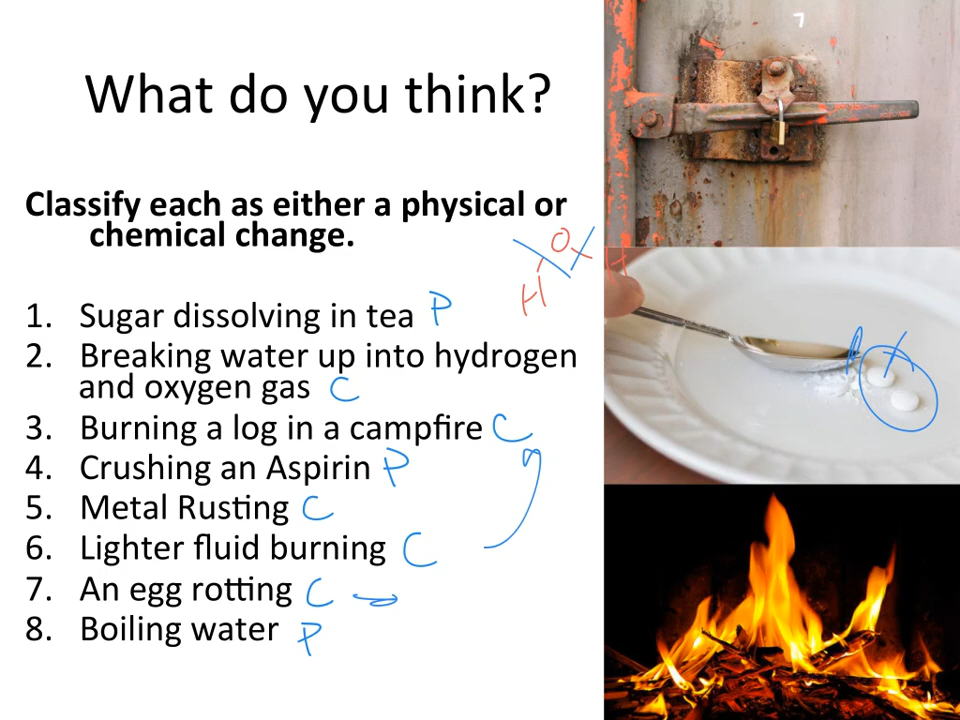 What do you think?
Classify each as either a physical or
chemical change.
O
H
H
1. Sugar dissolving in tea P
2. Breaking water up into hydrogen
and oxygen gas C
3. Burning a log in a campfire C
4. Crushing an Aspirin P
5. Metal Rusting C
6. Lighter fluid burning C
7. An egg rotting C
8. Boiling water P